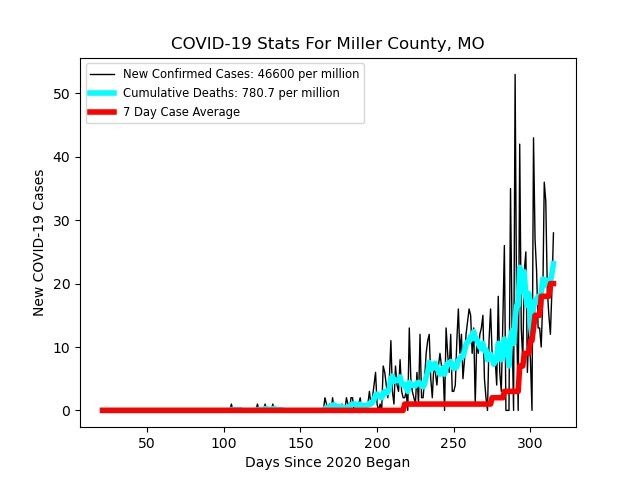 COVID-19 Stats For Miller County, MO
New Confirmed Cases: 46600 per million
Cumulative Deaths: 780.7 per million
7 Day Case Average
New COVID-19 Cases
50
40
30
20
10
0
50 100 150 200 250 300
Days Since 2020 Began